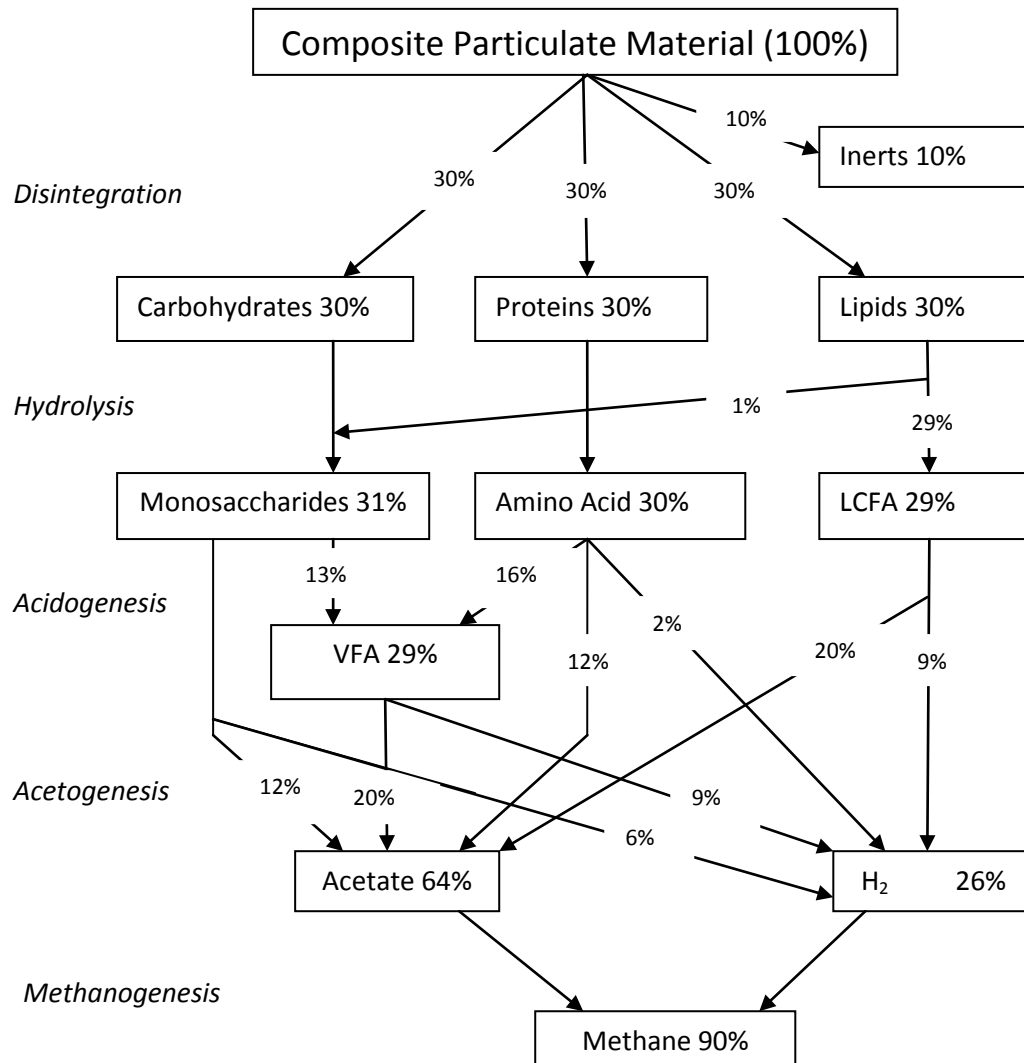 Composite Particulate Material (100%)
10%
Inerts 10%
Disintegration
30%
30%
30%
Carbohydrates 30%
Proteins 30%
Lipids 30%
Hydrolysis
1%
29%
Monosaccharides 31%
Amino Acid 30%
LCFA 29%
13%
16%
Acidogenesis
2%
VFA 29%
12%
20%
9%
Acetogenesis
12%
20%
9%
6%
Acetate 64%
H₂ 26%
Methanogenesis
Methane 90%